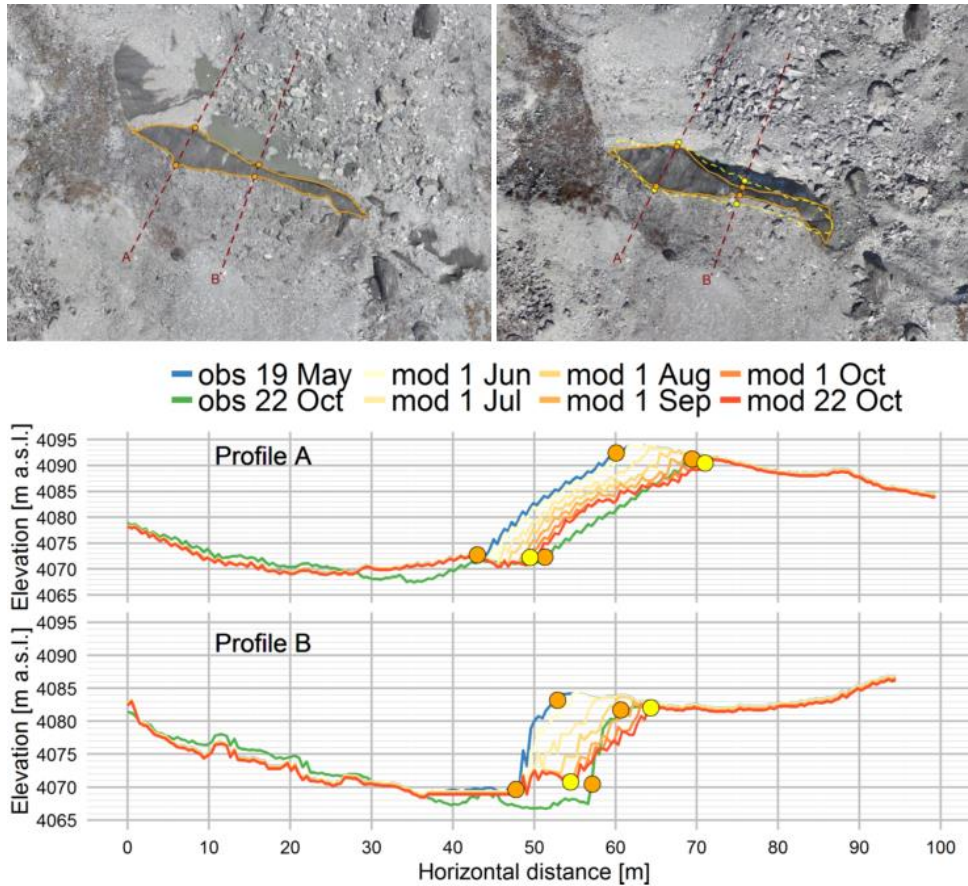 A
B
A
B
obs 19 May mod 1 Jun mod 1 Aug mod 1 Oct
obs 22 Oct mod 1 Jul mod 1 Sep mod 22 Oct
Elevation [m a.s.l.]
4095
4090
4085
4080
4075
4070
4065
Profile A
Elevation [m a.s.l.]
4095
4090
4085
4080
4075
4070
4065
Profile B
0 10 20 30 40 50 60 70 80 90 100
Horizontal distance [m]